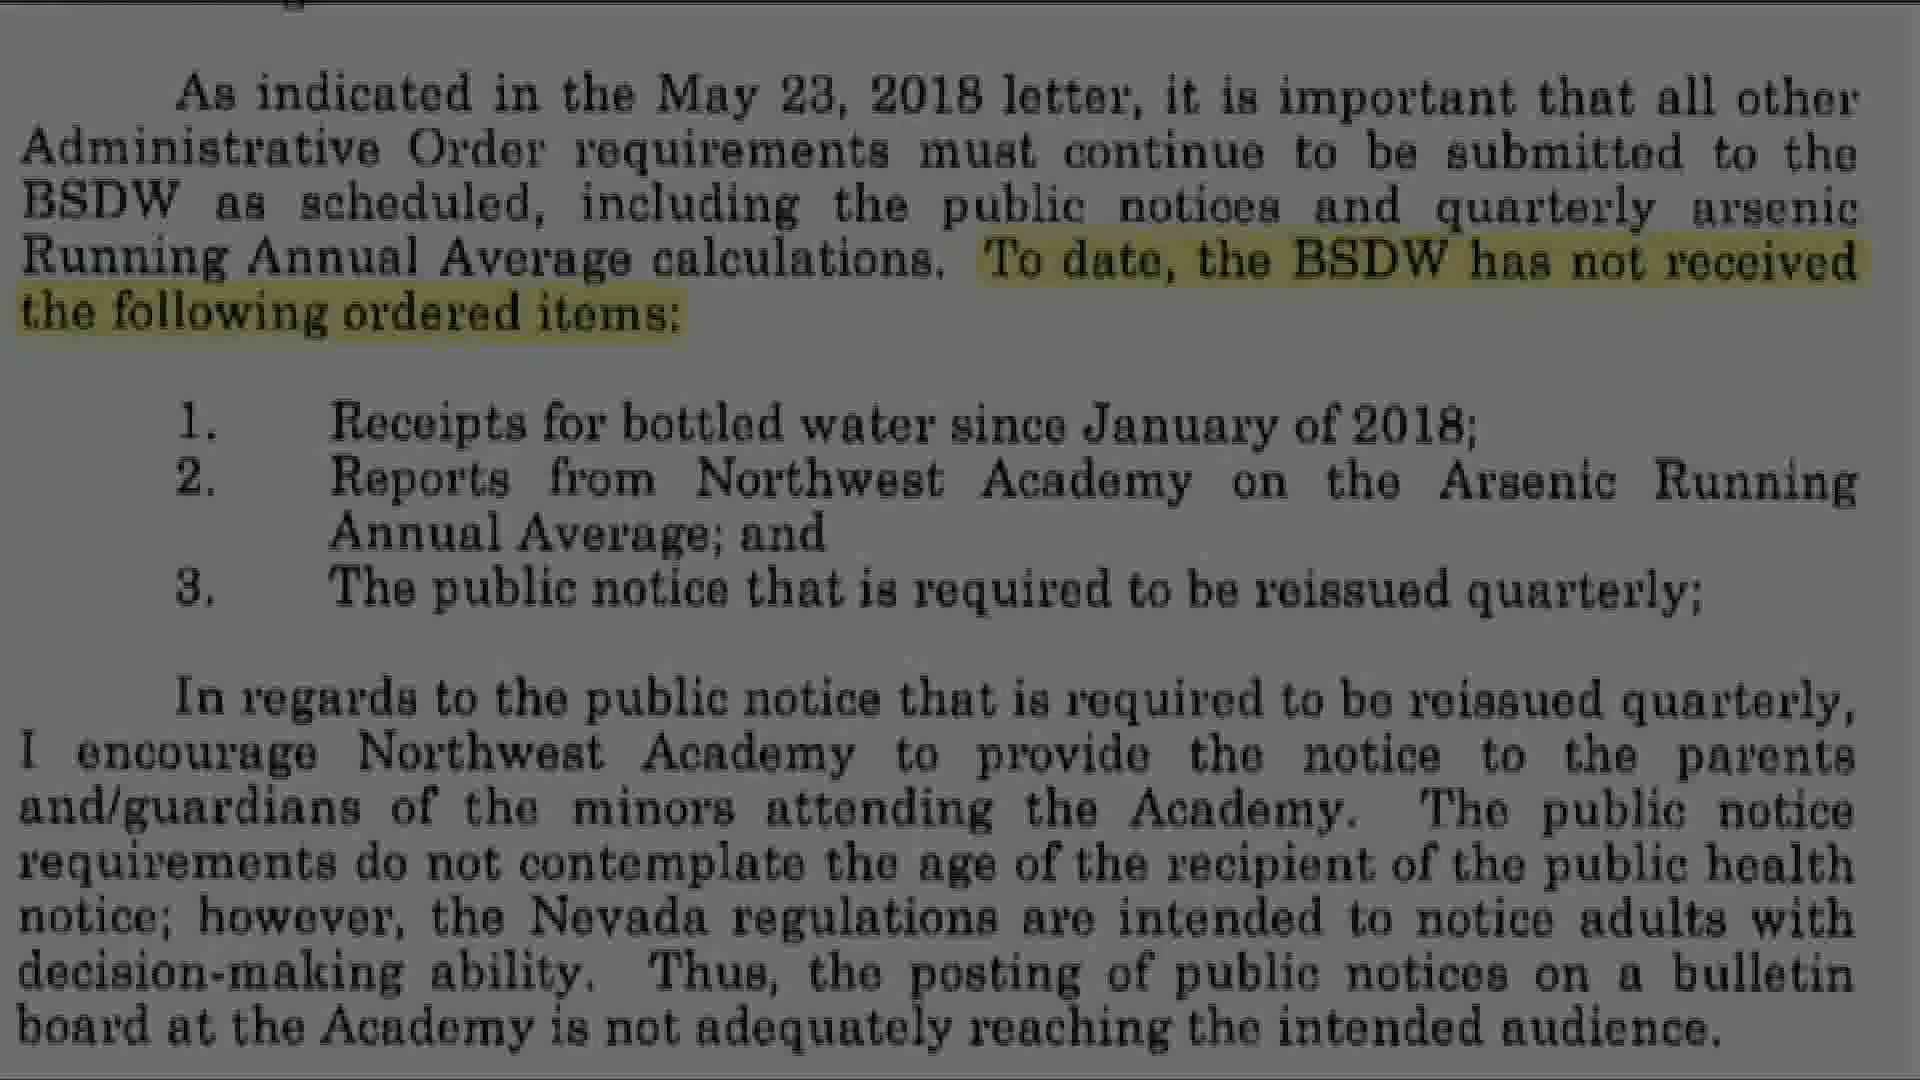 As indicated in the May 23, 2018 letter, it is important that all other
Administrative Order requirements must continue to be submitted to the
BSDW as scheduled, including the public notices and quarterly arsenic
Running Annual Average calculations. To date, the BSDW has not received
the following ordered items:
1. Receipts for bottled water since January of 2018;
2. Reports from Northwest Academy on the Arsenic Running
Annual Average; and
3. The public notice that is required to be reissued quarterly;
In regards to the public notice that is required to be reissued quarterly,
I encourage Northwest Academy to provide the notice to the parents
and/guardians of the minors attending the Academy. The public notice
requirements do not contemplate the age of the recipient of the public health
notice; however, the Nevada regulations are intended to notice adults with
decision-making ability. Thus, the posting of public notices on a bulletin
board at the Academy is not adequately reaching the intended audience.